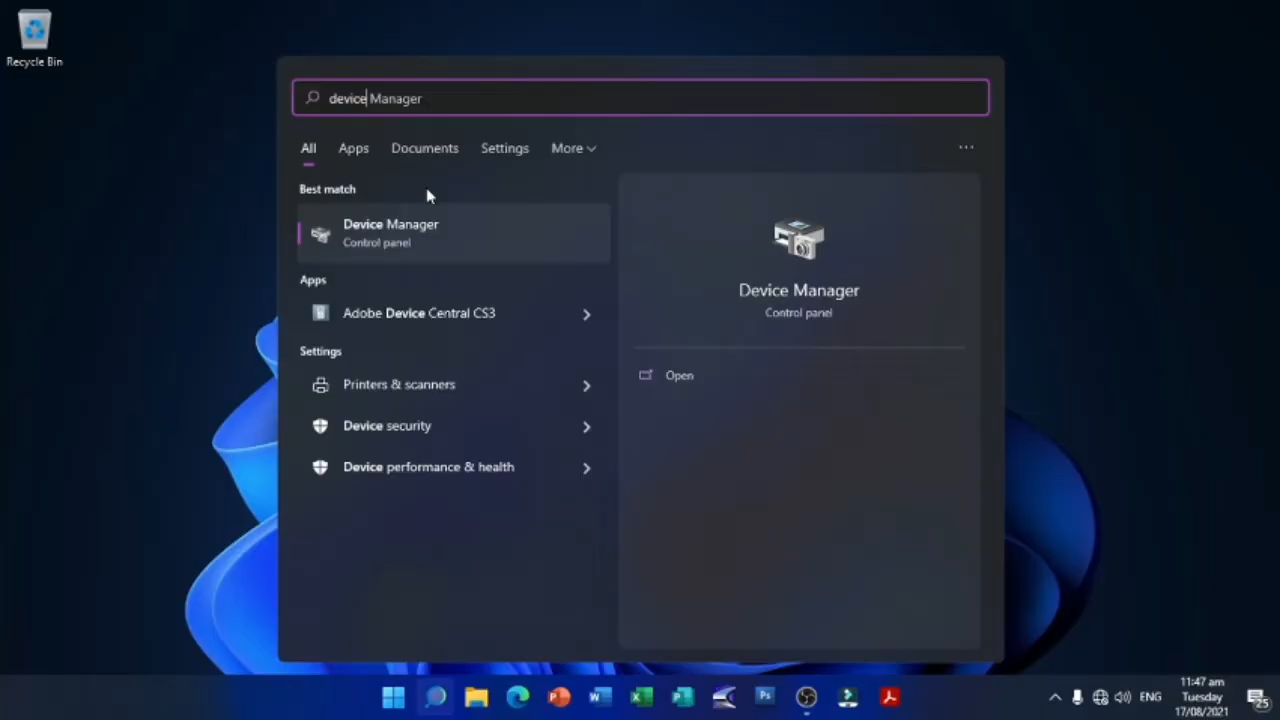 Recycle Bin
device Manager
All Apps Documents Settings More
Best match
Device Manager
Control panel
Apps
Adobe Device Central CS3
Settings
Printers & scanners
Device security
Device performance & health
Device Manager
Control panel
Open
ENG
11:47 am
Tuesday
17/08/2021
25
P
W
X
P
Ps